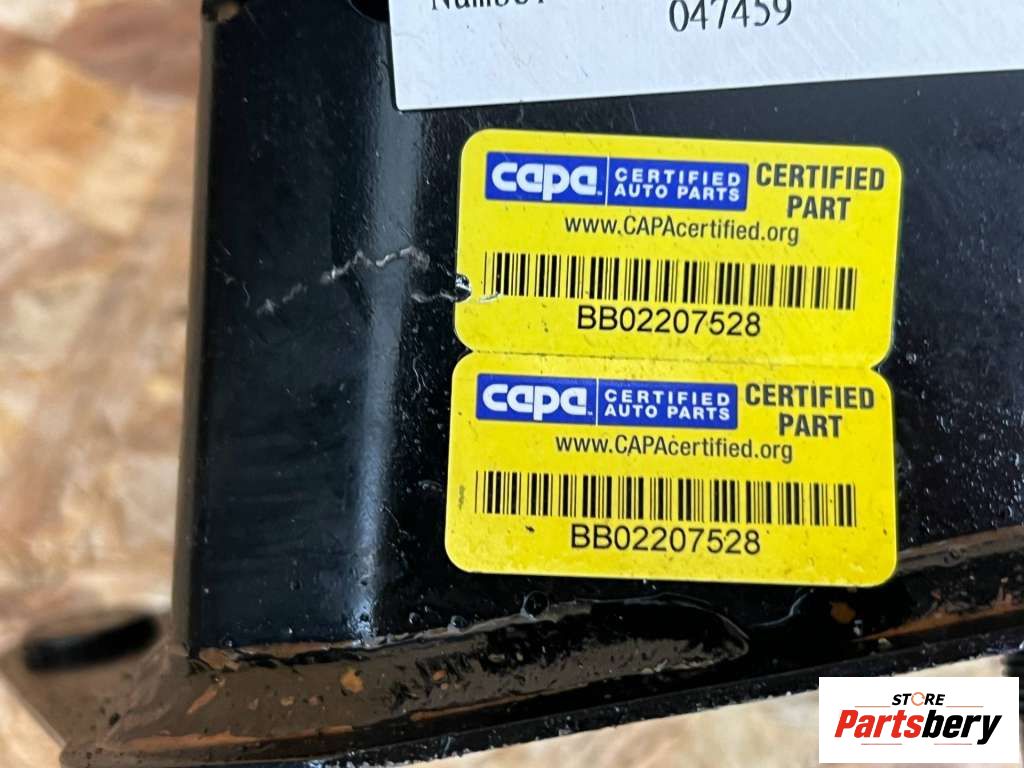 047459
capa CERTIFIED AUTO PARTS CERTIFIED PART
www.CAPAcertified.org
BB02207528
capa CERTIFIED AUTO PARTS CERTIFIED PART
www.CAPAcertified.org
BB02207528
STORE
Partsbery